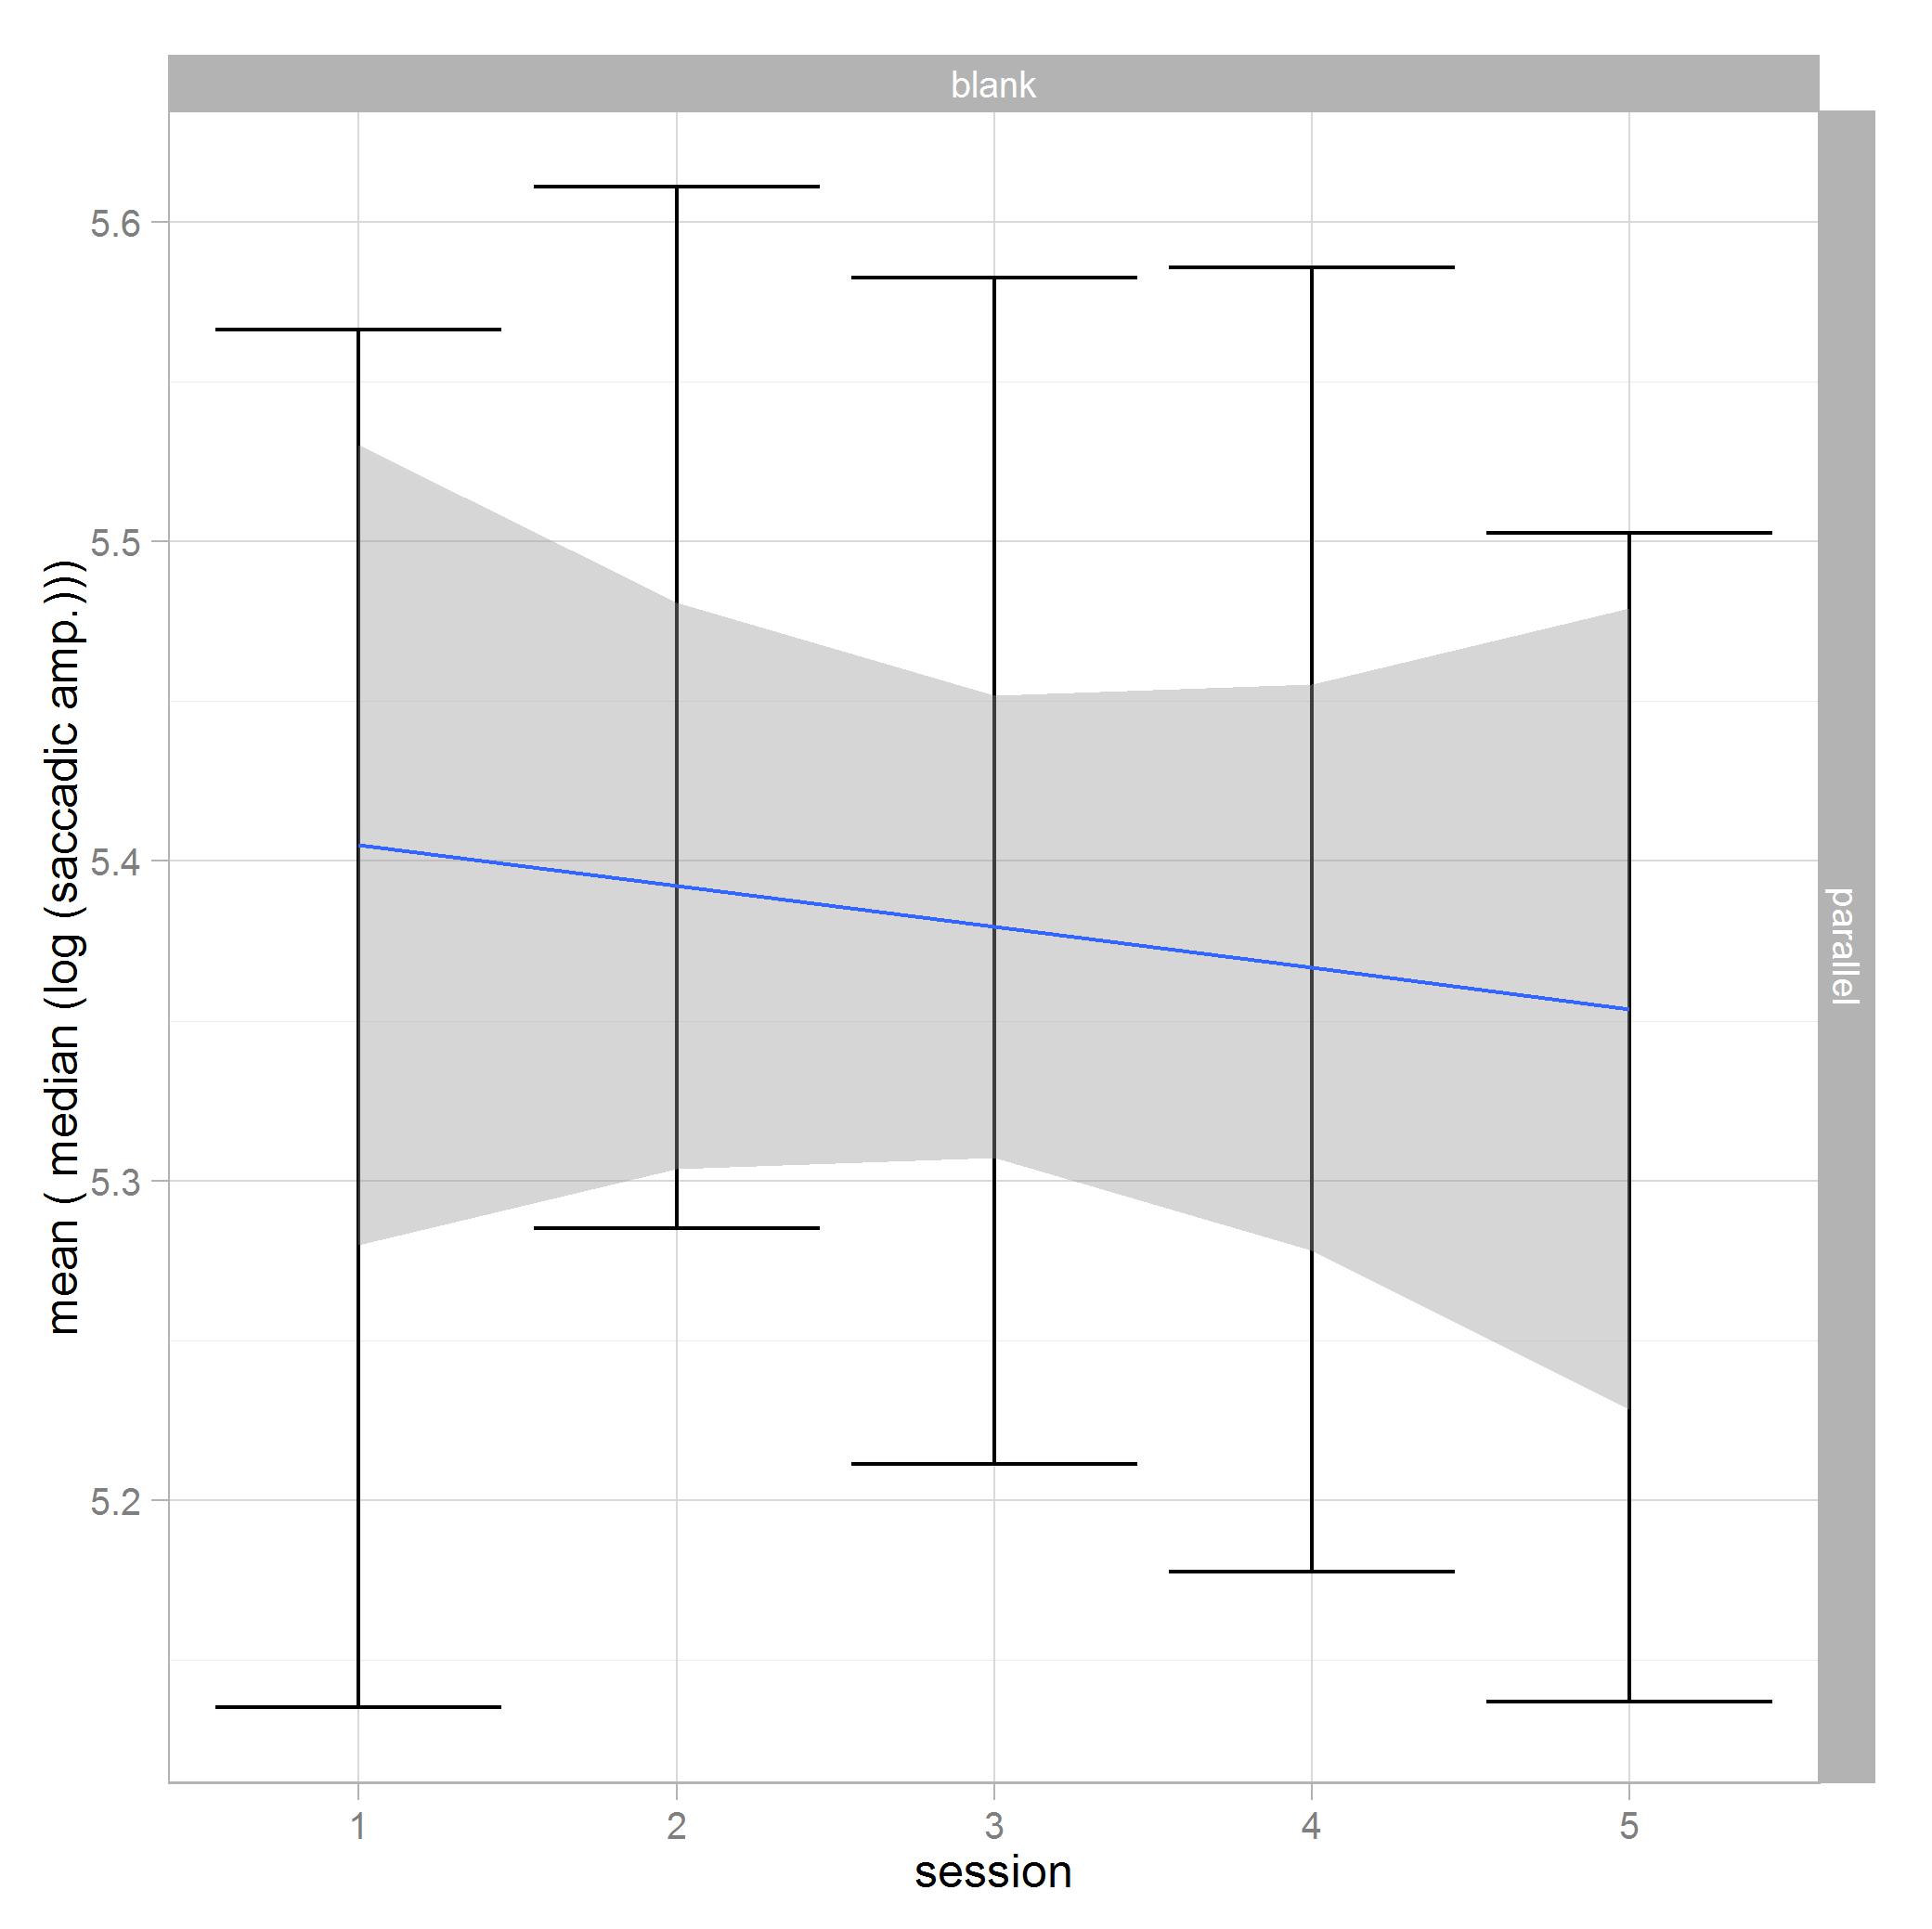 blank
parallel
mean ( median (log (saccadic amp.)))
5.6
5.5
5.4
5.3
5.2
1 2 3 4 5
session